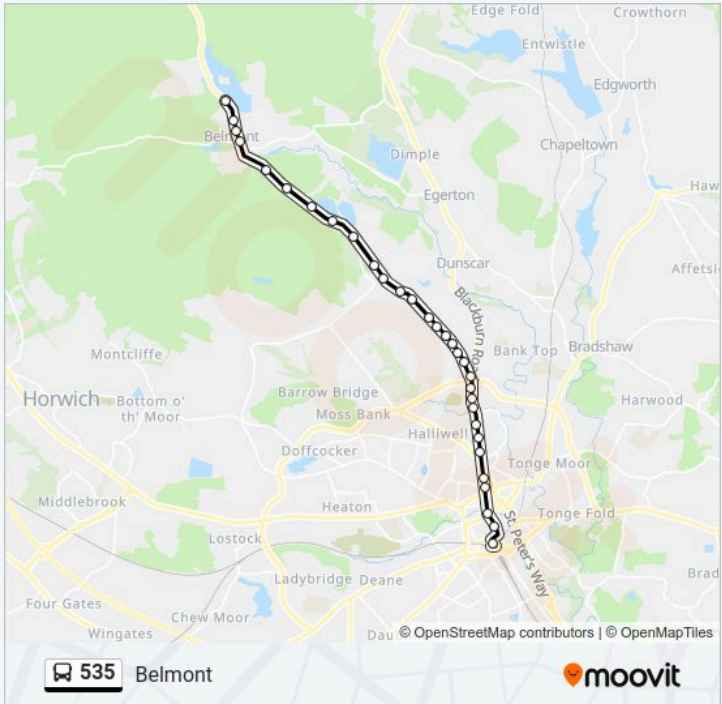 Edge Fold
Crowthorn
Entwistle
Edgworth
Belmont
Chapeltown
Dimple
Egerton
Haw
Dunscar
Affetsi
Blackburn Roa
Montcliffe
Bank Top
Bradshaw
Horwich
Bottom o'
th' Moor
Barrow Bridge
Moss Bank
Harwood
Halliwell
Doffcocker
Tonge Moor
Middlebrook
Heaton
Tonge Fold
Lostock
St. Peter's Way
Ladybridge
Deane
Brad
Four Gates
Chew Moor
Wingates
Dau
© OpenStreetMap contributors | © OpenMapTiles
535 Belmont
moovit